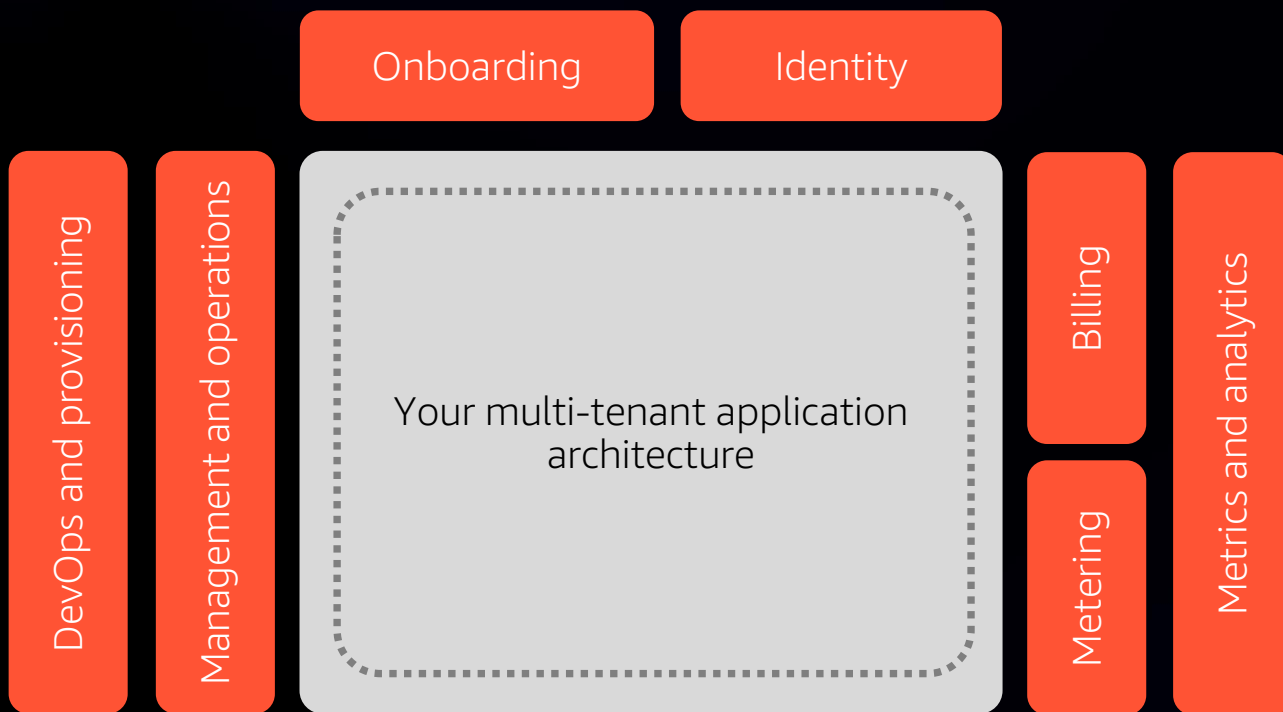 Onboarding
Identity
DevOps and provisioning
Management and operations
Your multi-tenant application
architecture
Billing
Metering
Metrics and analytics